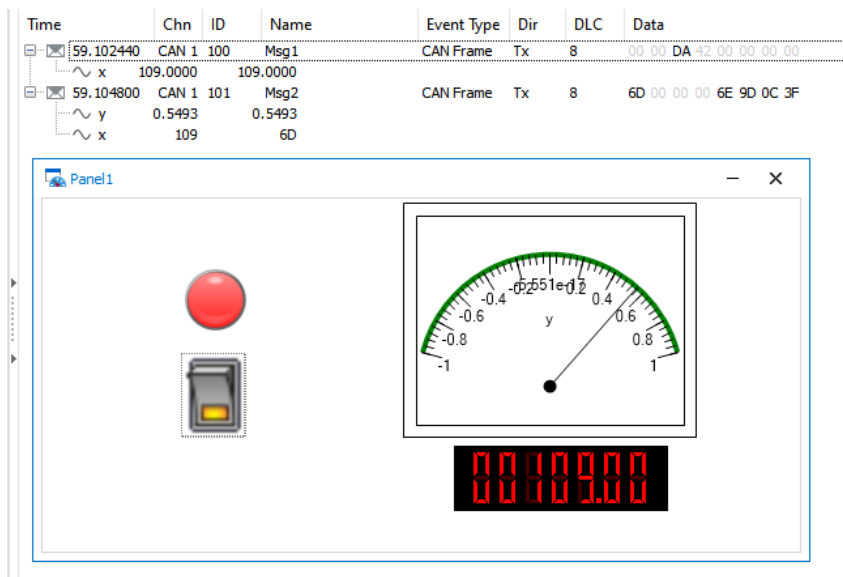 Time Chn ID Name Event Type Dir DLC Data
59.102440 CAN 1 100 Msg1 CAN Frame Tx 8 00 00 DA 42 00 00 00 00
x 109.0000 109.0000
59.104800 CAN 1 101 Msg2 CAN Frame Tx 8 6D 00 00 00 6E 9D 0C 3F
y 0.5493 0.5493
x 109 6D
Panel1
-1 -0.8 -0.6 -0.4 -0.2 -5.551e-17 0.2 0.4 0.6 0.8 1
y
00109.00